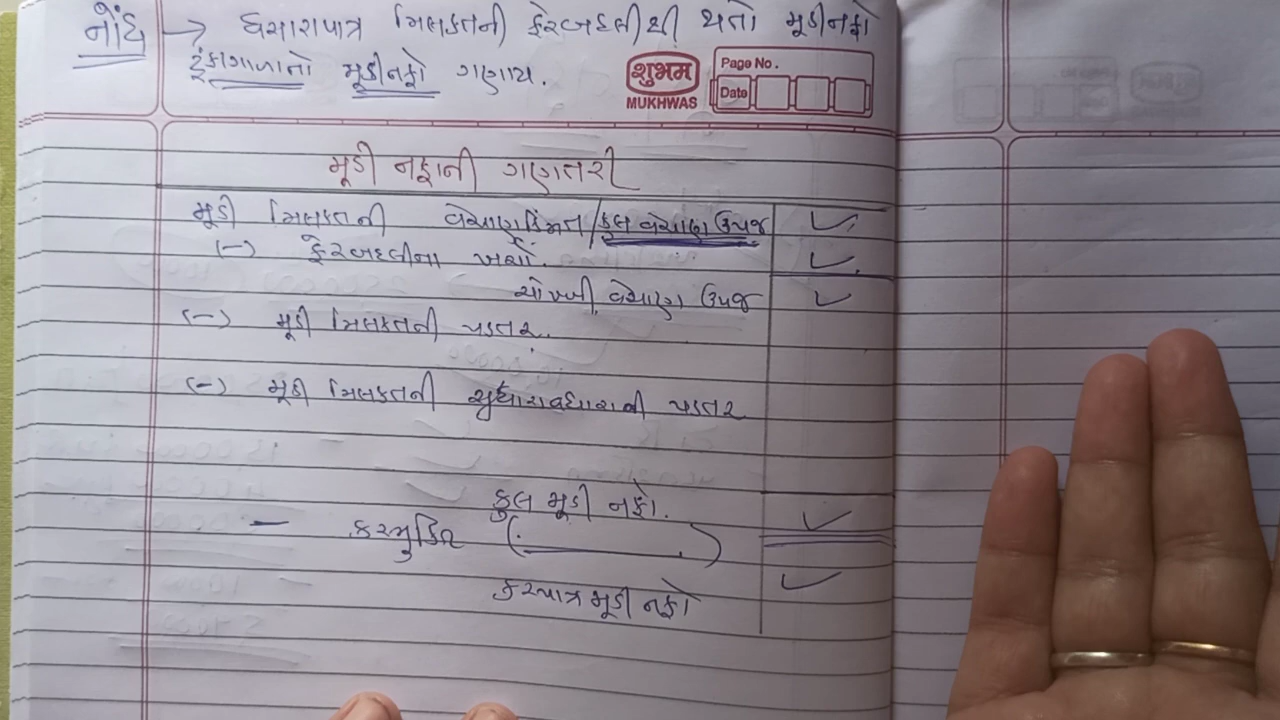 નોંધ → ઘસારાપાત્ર મિલકતની ફેરબદલીથી થતો મૂડીનફો
ટૂંકાગાળાનો મૂડીનફો ગણાય.
શુભમ
MUKHWAS
Page No.
Date
મૂડી નફાની ગણતરી
મૂડી મિલકતની વેચાણકિંમત/કુલ વેચાણ ઉપજ
(-) ફેરબદલીના ખર્ચા.
ચોખ્ખી વેચાણ ઉપજ
(-) મૂડી મિલકતની પડતર.
(-) મૂડી મિલકતની સુધારાવધારાની પડતર
કુલ મૂડી નફો.
- કરમુક્તિ ( )
કરપાત્ર મૂડી નફો